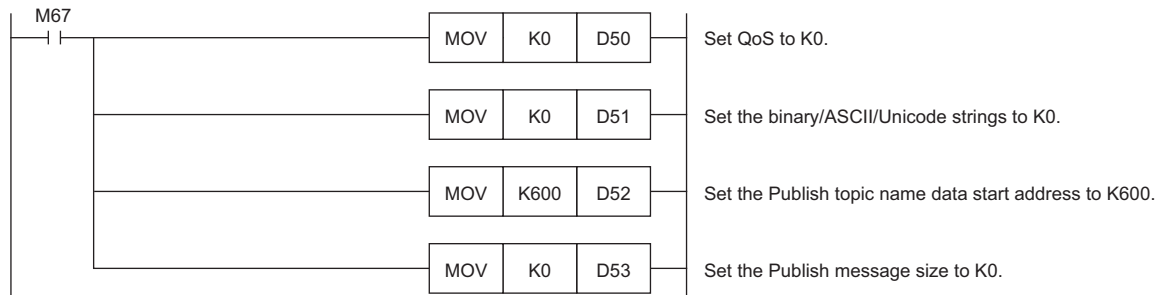 M67
MOV K0 D50 Set QoS to K0.
MOV K0 D51 Set the binary/ASCII/Unicode strings to K0.
MOV K600 D52 Set the Publish topic name data start address to K600.
MOV K0 D53 Set the Publish message size to K0.